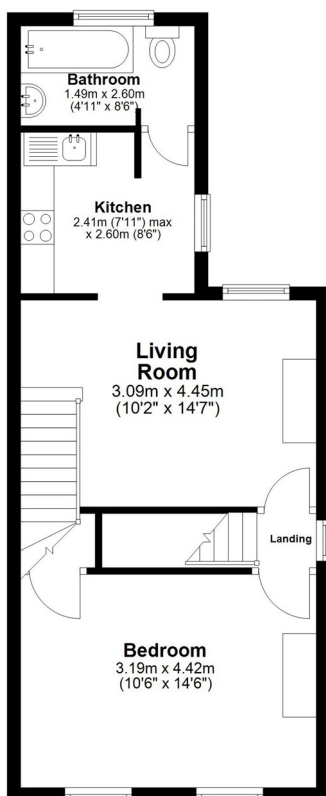 Bathroom
1.49m x 2.60m
(4'11" x 8'6")
Kitchen
2.41m (7'11") max
x 2.60m (8'6")
Living
Room
3.09m x 4.45m
(10'2" x 14'7")
Landing
Bedroom
3.19m x 4.42m
(10'6" x 14'6")